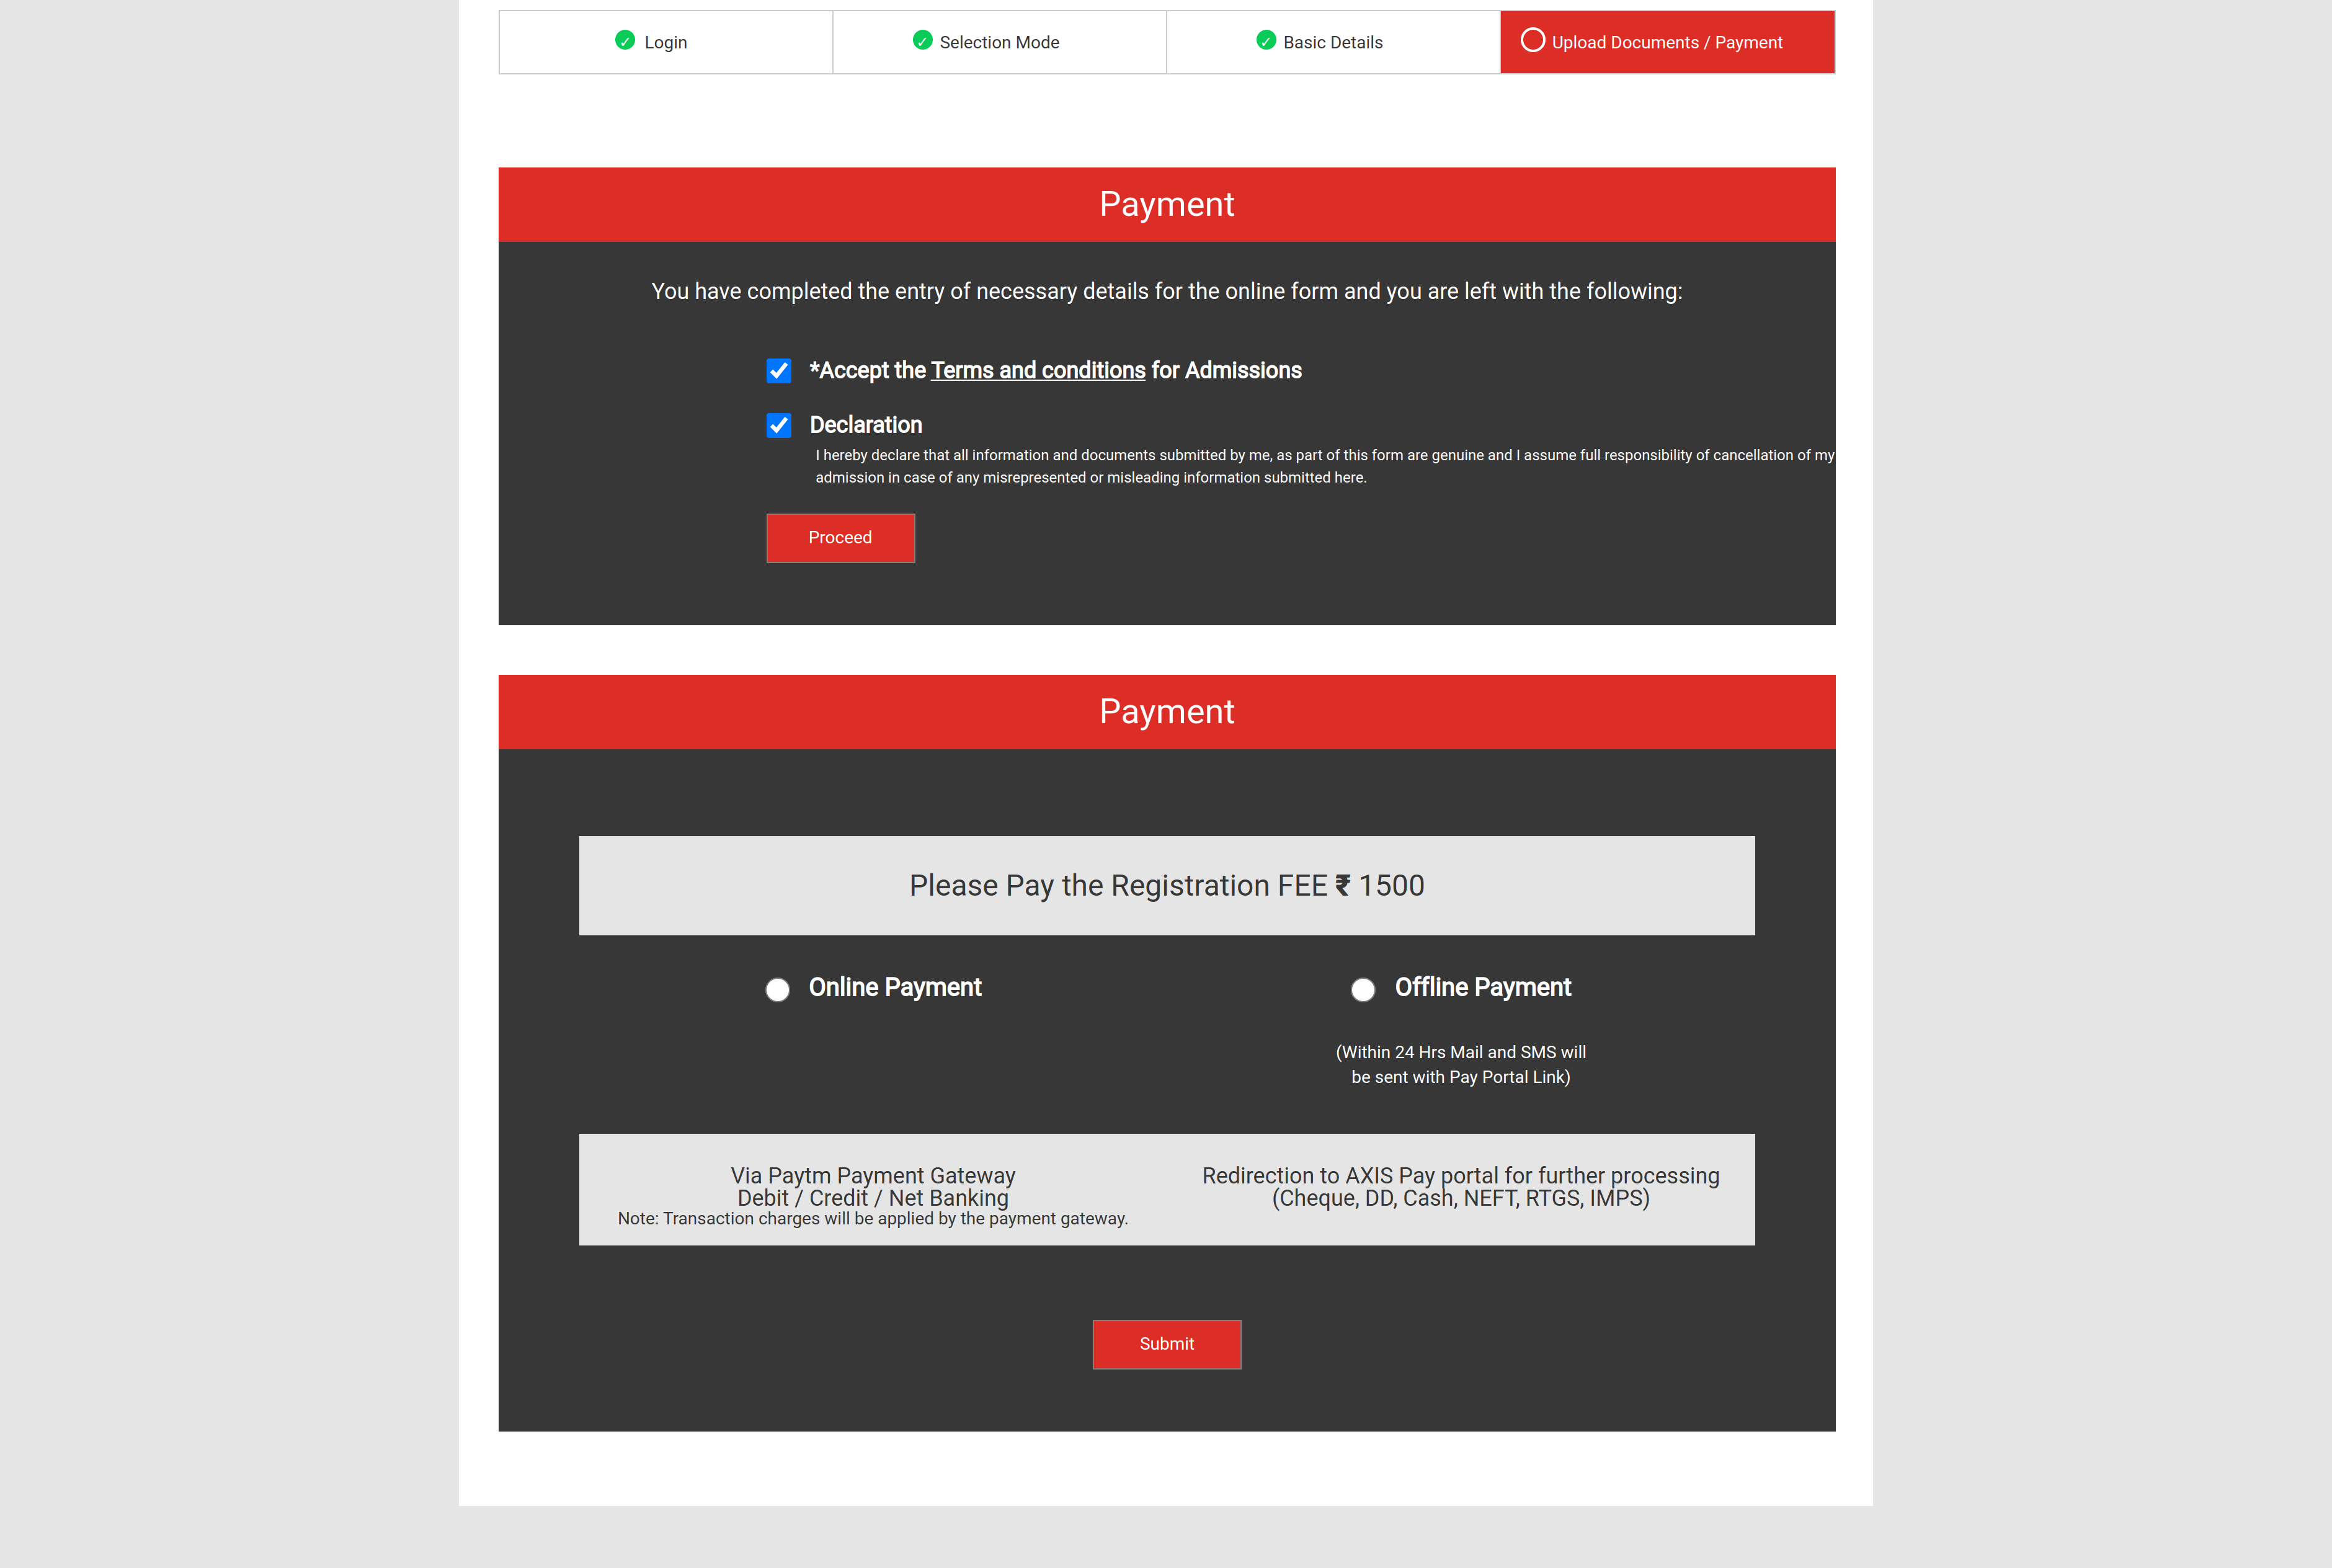 Login
Selection Mode
Basic Details
Upload Documents / Payment
Payment
You have completed the entry of necessary details for the online form and you are left with the following:
*Accept the Terms and conditions for Admissions
Declaration
I hereby declare that all information and documents submitted by me, as part of this form are genuine and I assume full responsibility of cancellation of my
admission in case of any misrepresented or misleading information submitted here.
Proceed
Payment
Please Pay the Registration FEE ₹ 1500
Online Payment
Offline Payment
(Within 24 Hrs Mail and SMS will
be sent with Pay Portal Link)
Via Paytm Payment Gateway
Debit / Credit / Net Banking
Note: Transaction charges will be applied by the payment gateway.
Redirection to AXIS Pay portal for further processing
(Cheque, DD, Cash, NEFT, RTGS, IMPS)
Submit